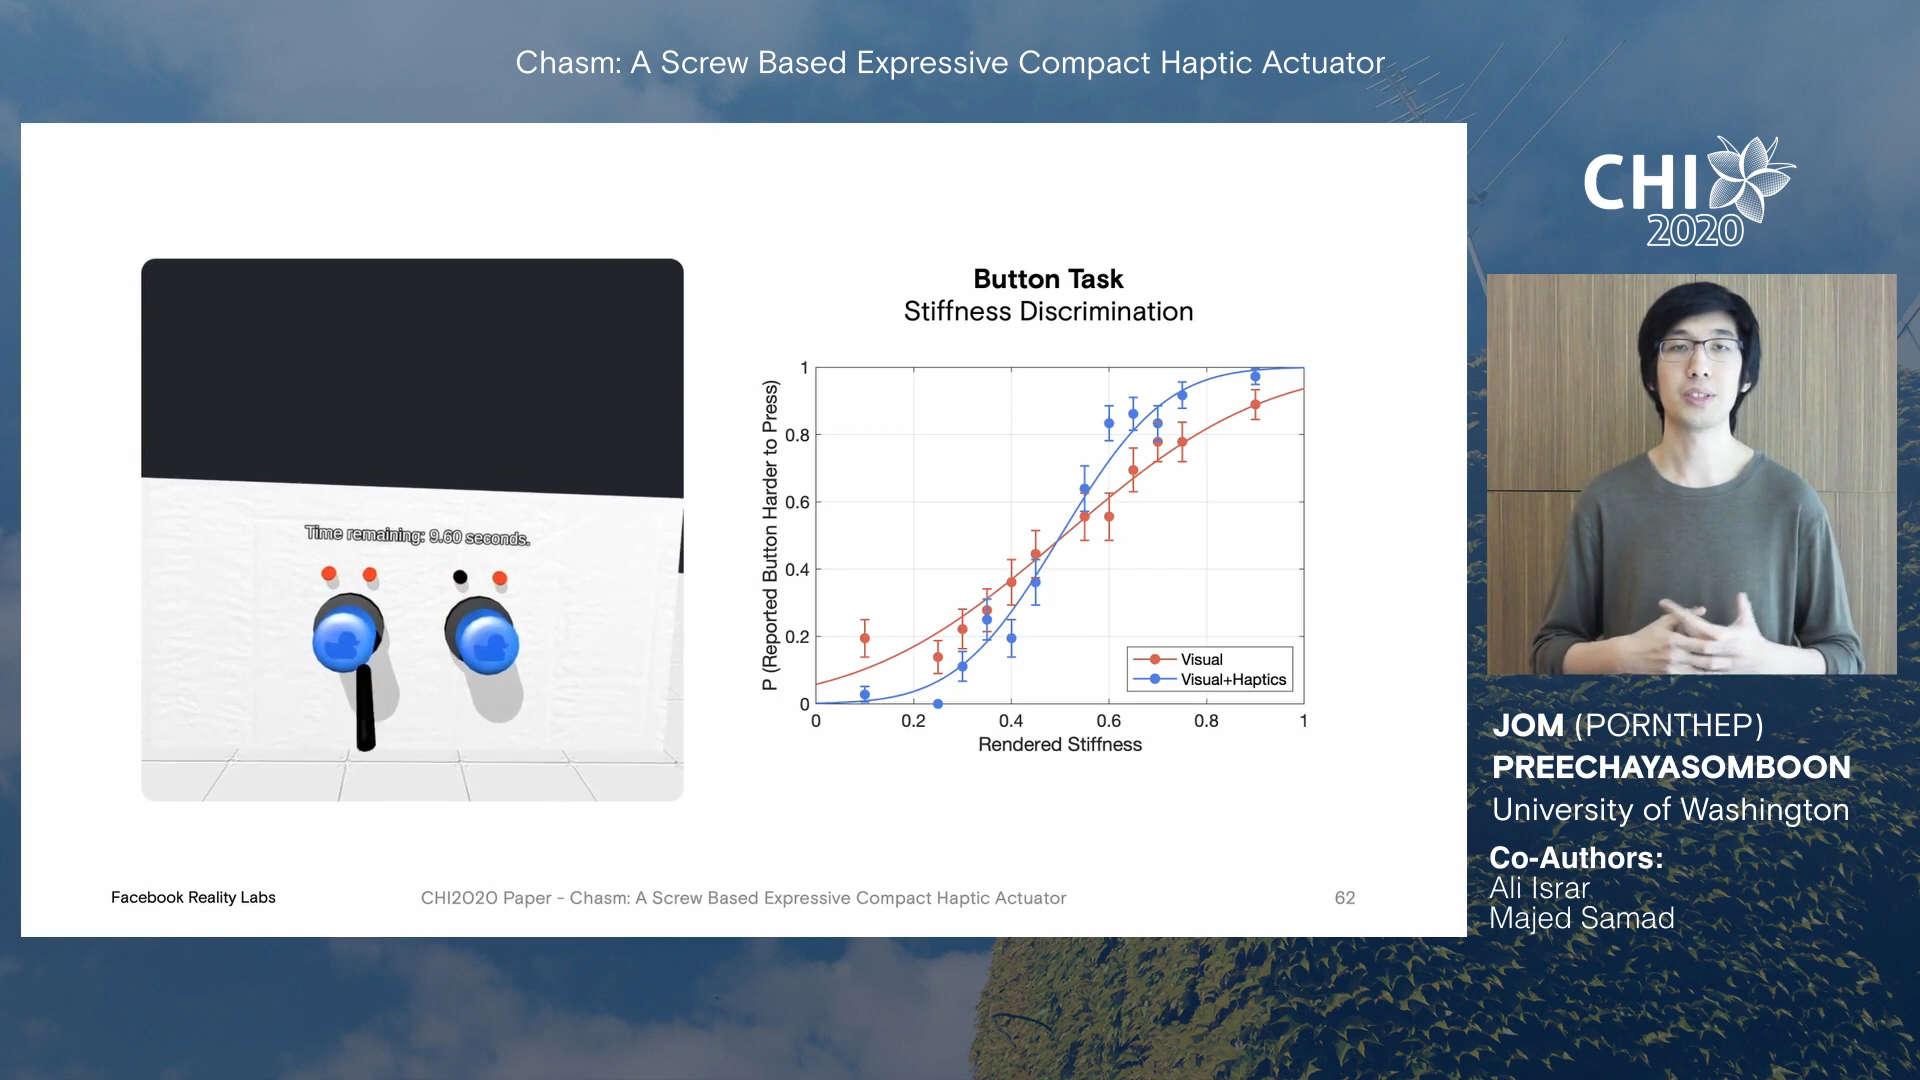 Chasm: A Screw Based Expressive Compact Haptic Actuator
CHI
2020
Button Task
Stiffness Discrimination
P (Reported Button Harder to Press)
1
0.8
0.6
0.4
0.2
0
0
0.2
0.4
0.6
0.8
1
Rendered Stiffness
Visual
Visual+Haptics
Time remaining: 9.60 seconds.
Facebook Reality Labs
CHI2020 Paper - Chasm: A Screw Based Expressive Compact Haptic Actuator
62
JOM (PORNTHEP)
PREECHAYASOMBOON
University of Washington
Co-Authors:
Ali Israr
Majed Samad